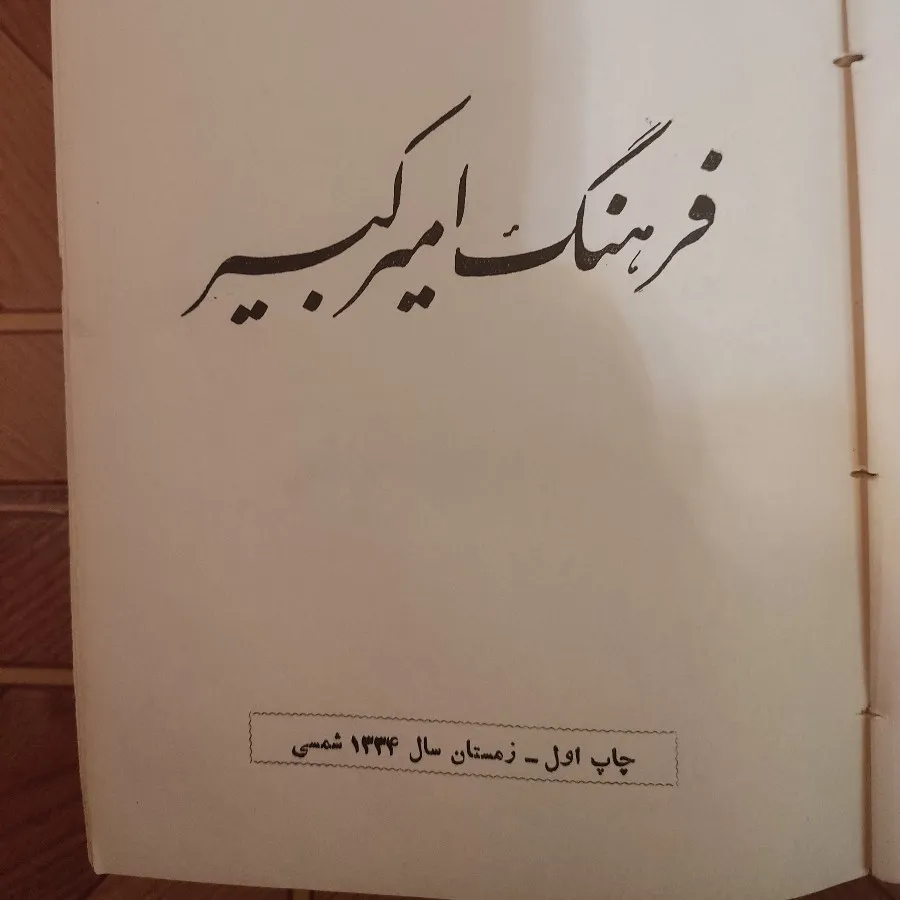 فرهنگ امیرکبیر
چاپ اول ـ زمستان سال ۱۳۳۴ شمسی